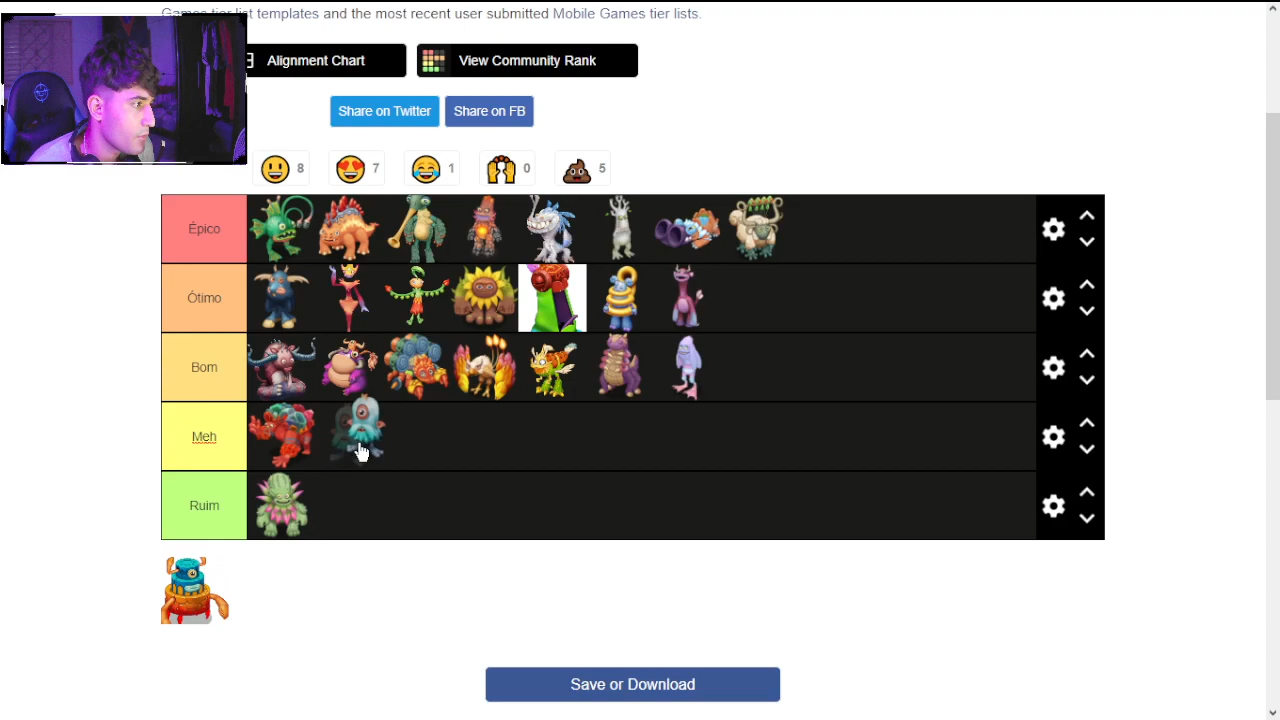 Games tier list templates and the most recent user submitted Mobile Games tier lists.
Alignment Chart
View Community Rank
Share on Twitter
Share on FB
8
7
1
0
5
Épico
Ótimo
Bom
Meh
Ruim
Save or Download